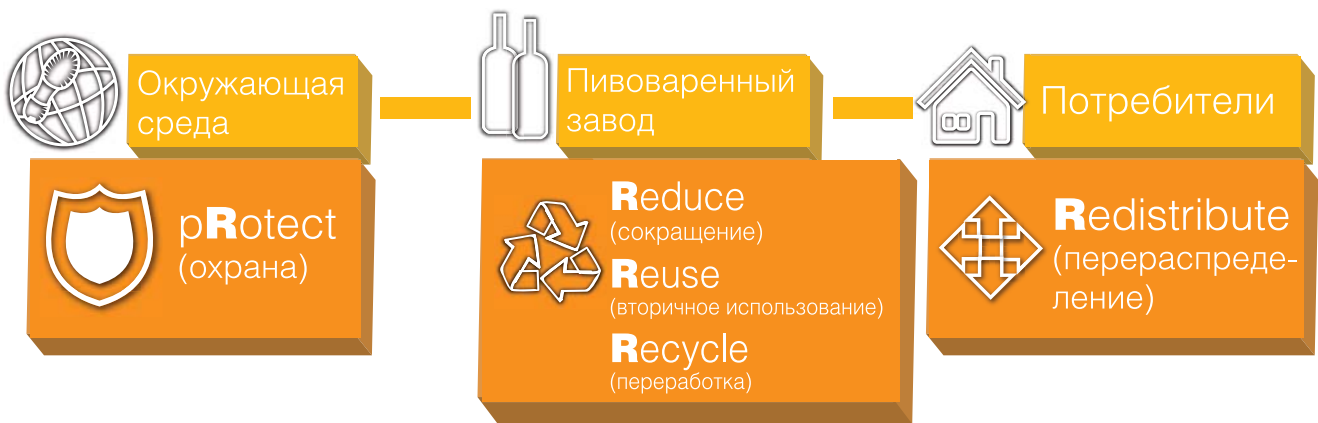 Окружающая
среда
pRotect
(охрана)
Пивоваренный
завод
Reduce
(сокращение)
Reuse
(вторичное использование)
Recycle
(переработка)
Потребители
Redistribute
(перераспреде-
ление)